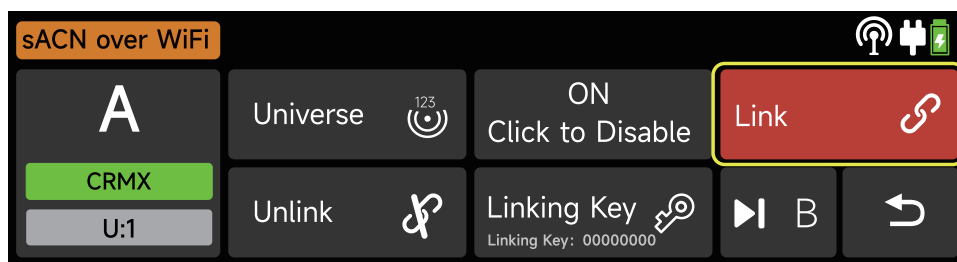 sACN over WiFi
A
CRMX
U:1
Universe
123
ON
Click to Disable
Link
Unlink
Linking Key
Linking Key: 00000000
B